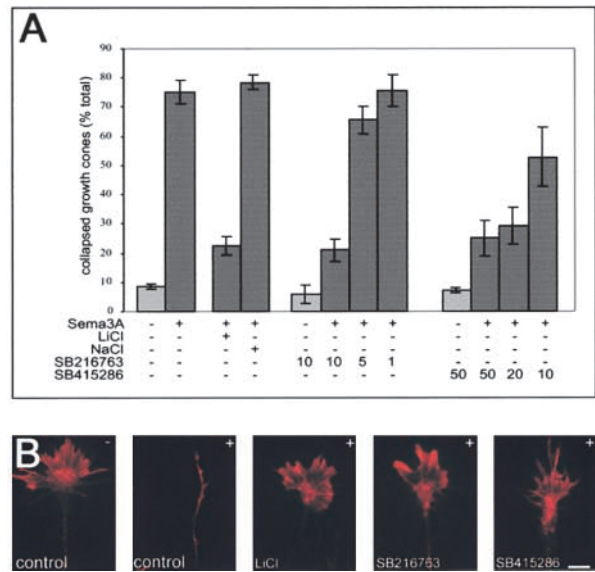 A
collapsed growth cones (% total)
90
80
70
60
50
40
30
20
10
0
Sema3A - + + + - + + + - + + +
LiCl - - + - - - - - - - - -
NaCl - - - + - - - - - - - -
SB216763 - - - - 10 10 5 1 - - - -
SB415286 - - - - - - - - 50 50 20 10
B
- + + + +
control control LiCl SB216763 SB415286